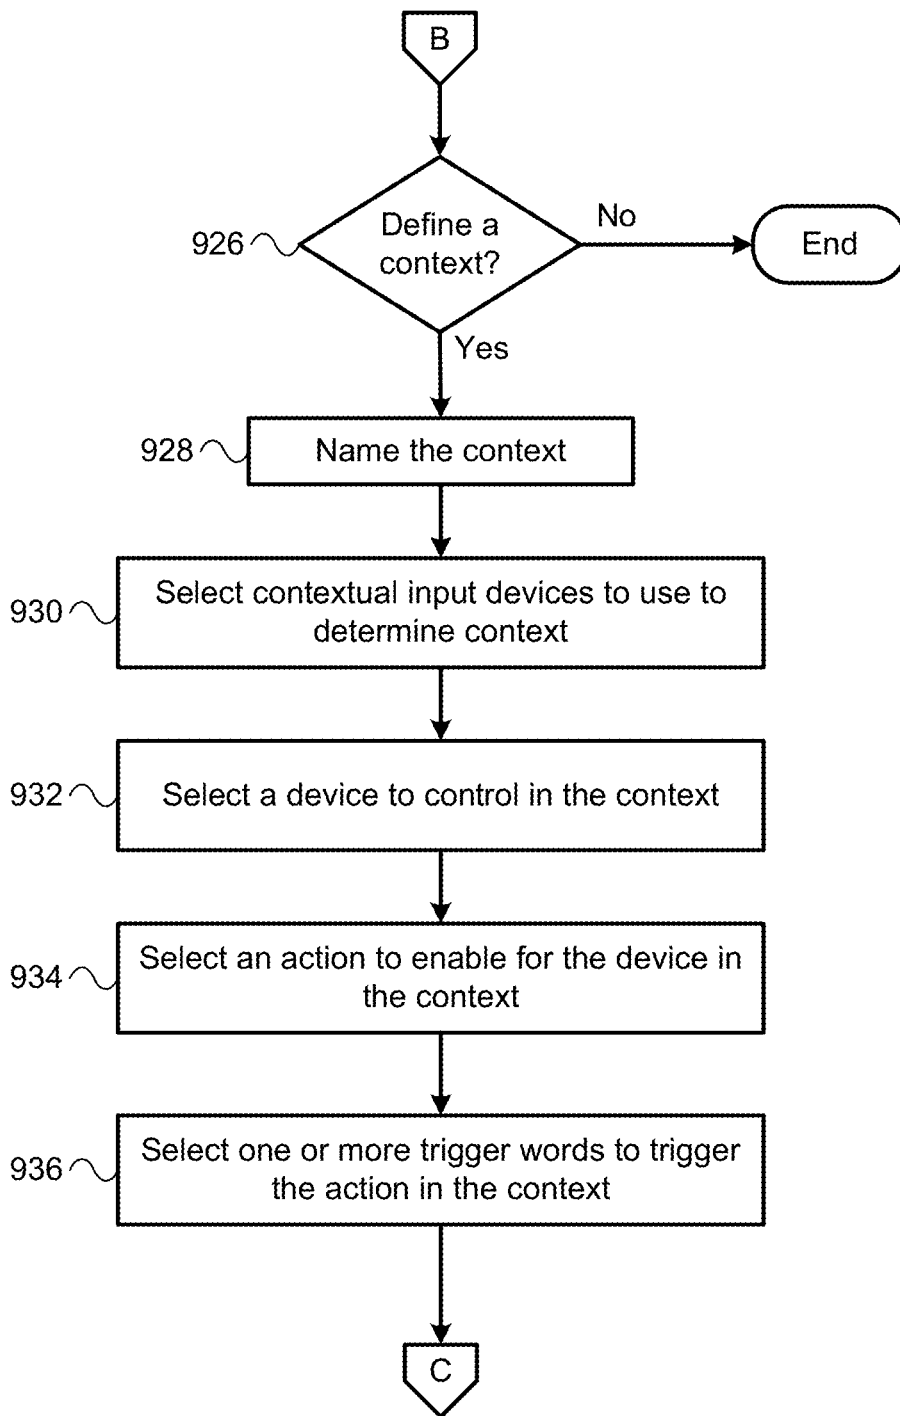 B
Define a
context?
926
No
End
Yes
928
Name the context
930
Select contextual input devices to use to
determine context
932
Select a device to control in the context
934
Select an action to enable for the device in
the context
936
Select one or more trigger words to trigger
the action in the context
C